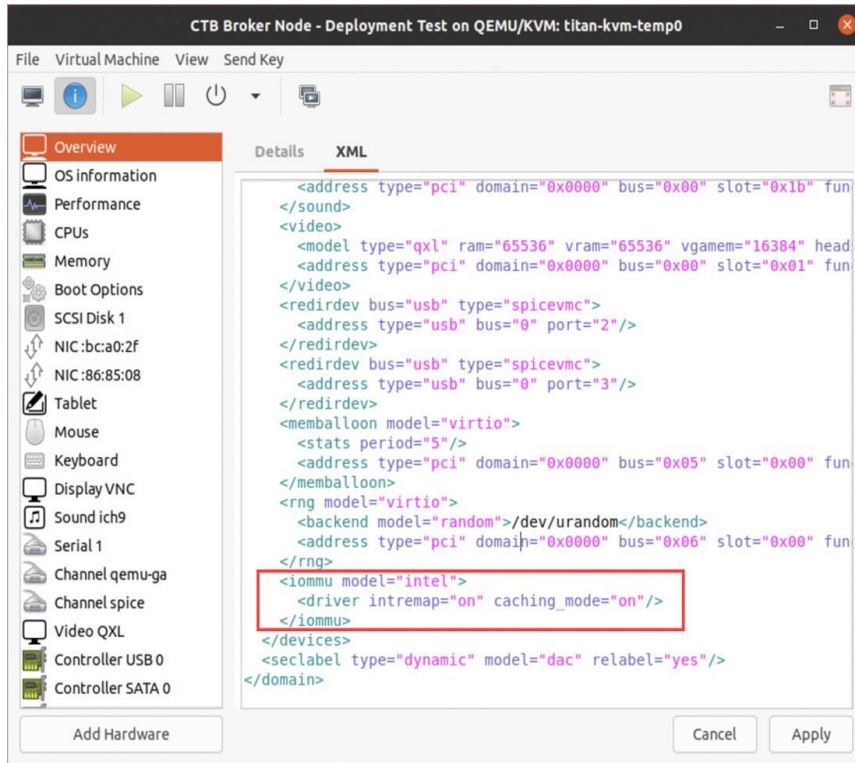 CTB Broker Node - Deployment Test on QEMU/KVM: titan-kvm-temp0
File Virtual Machine View Send Key
Overview
OS information
Performance
CPUs
Memory
Boot Options
SCSI Disk 1
NIC :bc:a0:2f
NIC :86:85:08
Tablet
Mouse
Keyboard
Display VNC
Sound ich9
Serial 1
Channel qemu-ga
Channel spice
Video QXL
Controller USB 0
Controller SATA 0
Add Hardware
Details XML
<address type="pci" domain="0x0000" bus="0x00" slot="0x1b" fun
</sound>
<video>
<model type="qxl" ram="65536" vram="65536" vgamem="16384" head
<address type="pci" domain="0x0000" bus="0x00" slot="0x01" fun
</video>
<redirdev bus="usb" type="spicevmc">
<address type="usb" bus="0" port="2"/>
</redirdev>
<redirdev bus="usb" type="spicevmc">
<address type="usb" bus="0" port="3"/>
</redirdev>
<memballoon model="virtio">
<stats period="5"/>
<address type="pci" domain="0x0000" bus="0x05" slot="0x00" fun
</memballoon>
<rng model="virtio">
<backend model="random">/dev/urandom</backend>
<address type="pci" domain="0x0000" bus="0x06" slot="0x00" fun
</rng>
<iommu model="intel">
<driver intremap="on" caching_mode="on"/>
</iommu>
</devices>
<seclabel type="dynamic" model="dac" relabel="yes"/>
</domain>
Cancel Apply